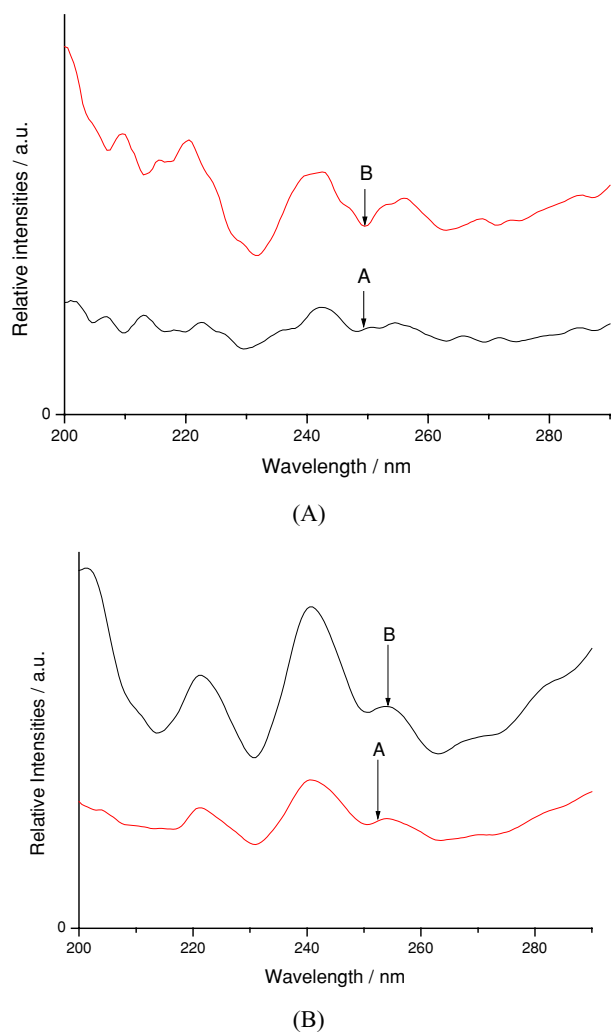 Relative intensities / a.u.
B
A
0
200 220 240 260 280
Wavelength / nm
(A)
Relative Intensities / a.u.
B
A
0
200 220 240 260 280
Wavelength / nm
(B)